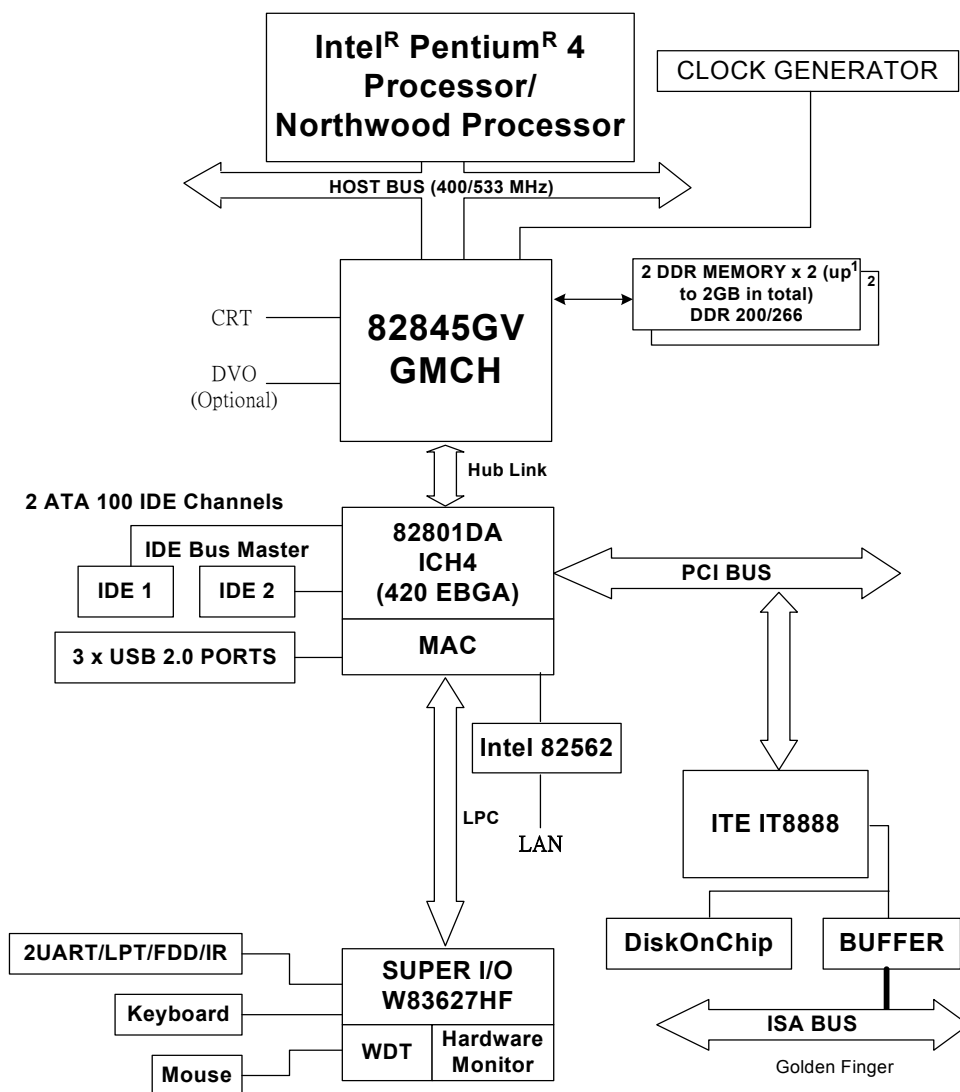 Intel^R Pentium^R 4
Processor/
Northwood Processor
CLOCK GENERATOR
HOST BUS (400/533 MHz)
2 DDR MEMORY x 2 (up 1
to 2GB in total)
DDR 200/266
2
82845GV
GMCH
CRT
DVO
(Optional)
Hub Link
2 ATA 100 IDE Channels
IDE Bus Master
IDE 1
IDE 2
82801DA
ICH4
(420 EBGA)
MAC
PCI BUS
3 x USB 2.0 PORTS
Intel 82562
LPC
LAN
ITE IT8888
DiskOnChip
BUFFER
2UART/LPT/FDD/IR
Keyboard
Mouse
SUPER I/O
W83627HF
WDT
Hardware
Monitor
ISA BUS
Golden Finger